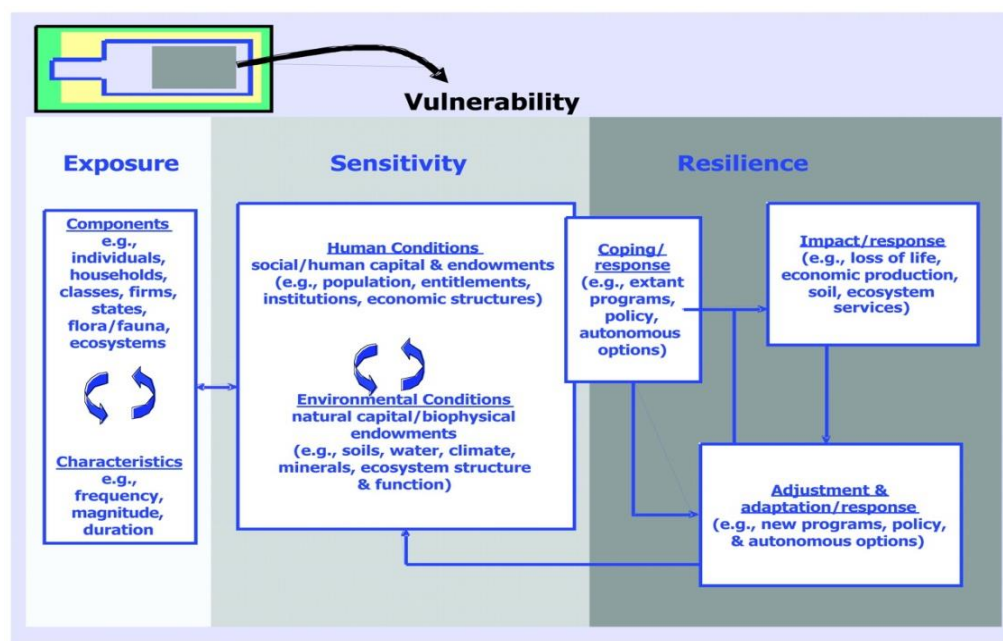 Vulnerability
Exposure
Sensitivity
Resilience
Components
e.g.,
individuals,
households,
classes, firms,
states,
flora/fauna,
ecosystems
Characteristics
e.g.,
frequency,
magnitude,
duration
Human Conditions
social/human capital & endowments
(e.g., population, entitlements,
institutions, economic structures)
Environmental Conditions
natural capital/biophysical
endowments
(e.g., soils, water, climate,
minerals, ecosystem structure
& function)
Coping/
response
(e.g., extant
programs,
policy,
autonomous
options)
Impact/response
(e.g., loss of life,
economic production,
soil, ecosystem
services)
Adjustment &
adaptation/response
(e.g., new programs, policy,
& autonomous options)